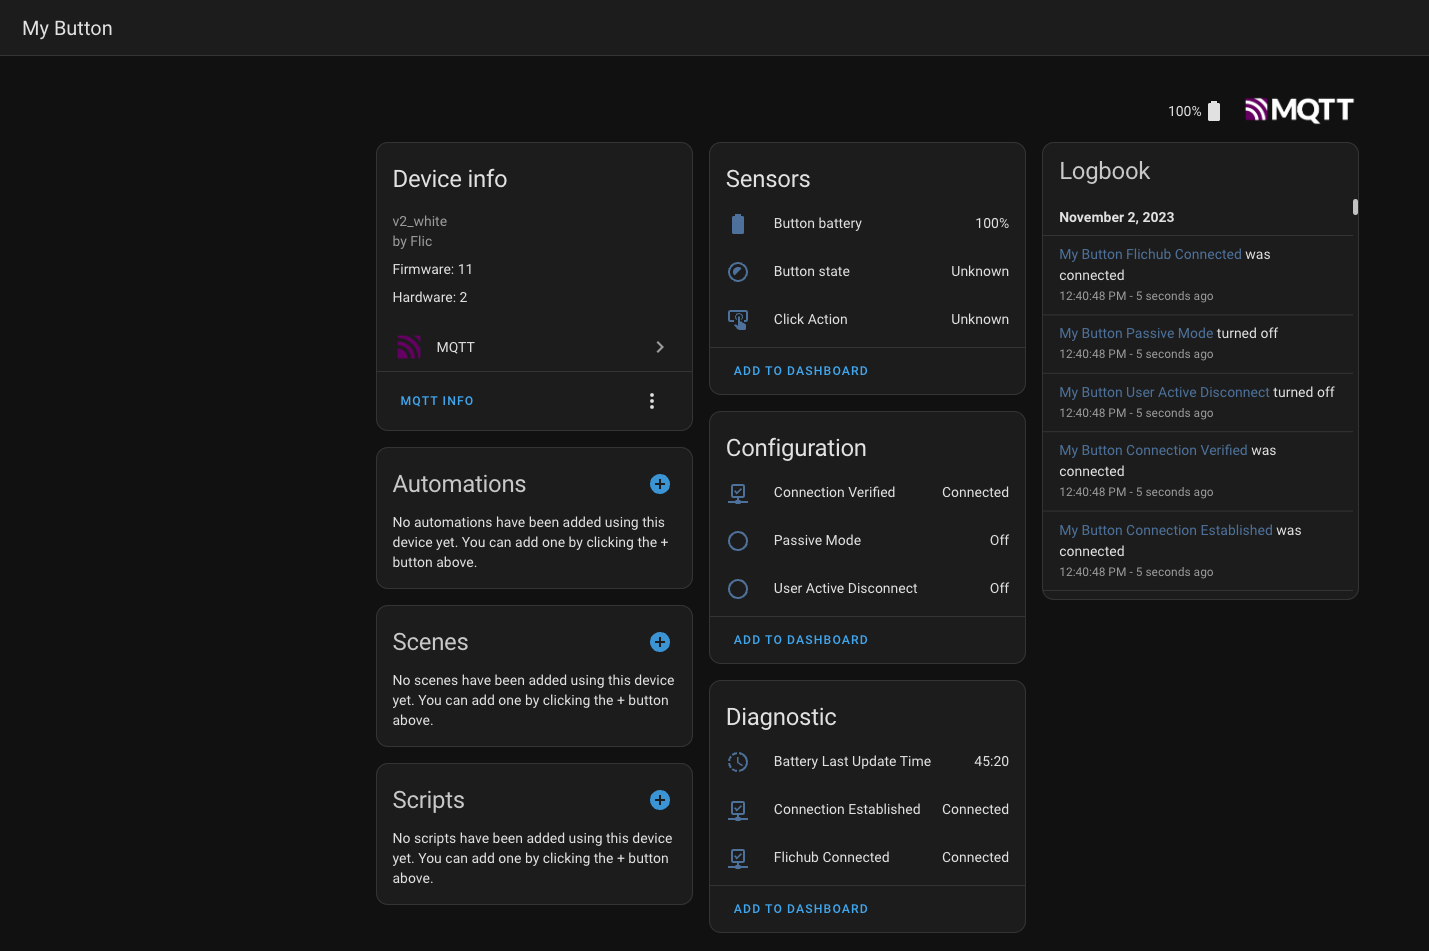 My Button
100%
MQTT
Device info
v2_white
by Flic
Firmware: 11
Hardware: 2
MQTT
MQTT INFO
Automations
No automations have been added using this
device yet. You can add one by clicking the +
button above.
Scenes
No scenes have been added using this device
yet. You can add one by clicking the + button
above.
Scripts
No scripts have been added using this device
yet. You can add one by clicking the + button
above.
Sensors
Button battery 100%
Button state Unknown
Click Action Unknown
ADD TO DASHBOARD
Configuration
Connection Verified Connected
Passive Mode Off
User Active Disconnect Off
ADD TO DASHBOARD
Diagnostic
Battery Last Update Time 45:20
Connection Established Connected
Flichub Connected Connected
ADD TO DASHBOARD
Logbook
November 2, 2023
My Button Flichub Connected was
connected
12:40:48 PM - 5 seconds ago
My Button Passive Mode turned off
12:40:48 PM - 5 seconds ago
My Button User Active Disconnect turned off
12:40:48 PM - 5 seconds ago
My Button Connection Verified was
connected
12:40:48 PM - 5 seconds ago
My Button Connection Established was
connected
12:40:48 PM - 5 seconds ago